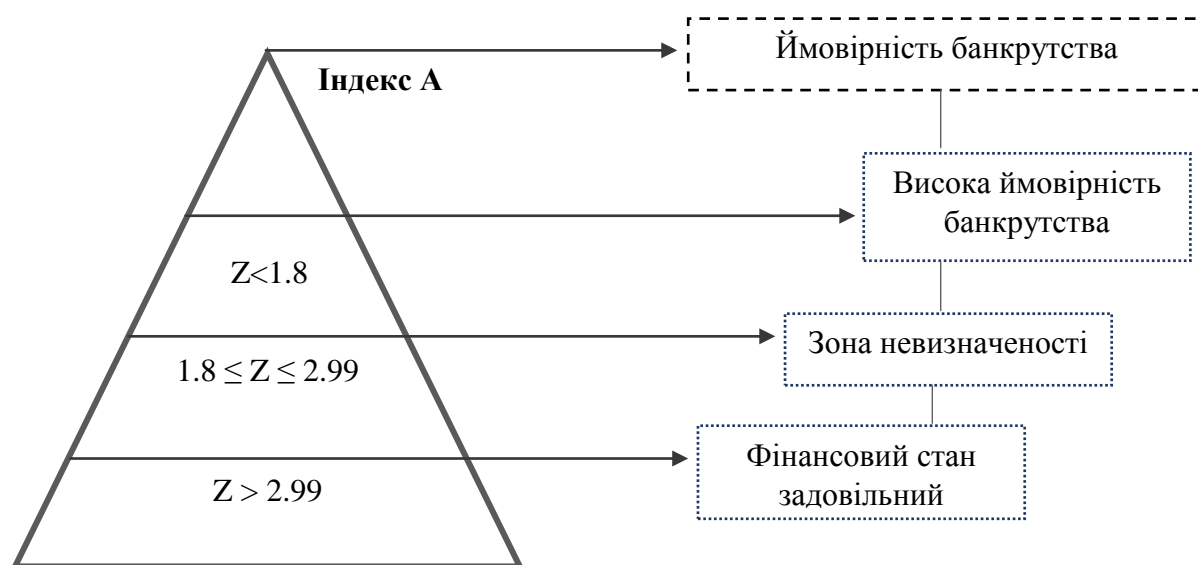 Ймовірність банкрутства
Індекс А
Висока ймовірність
банкрутства
Z<1.8
Зона невизначеності
1.8 ≤ Z ≤ 2.99
Фінансовий стан
задовільний
Z > 2.99